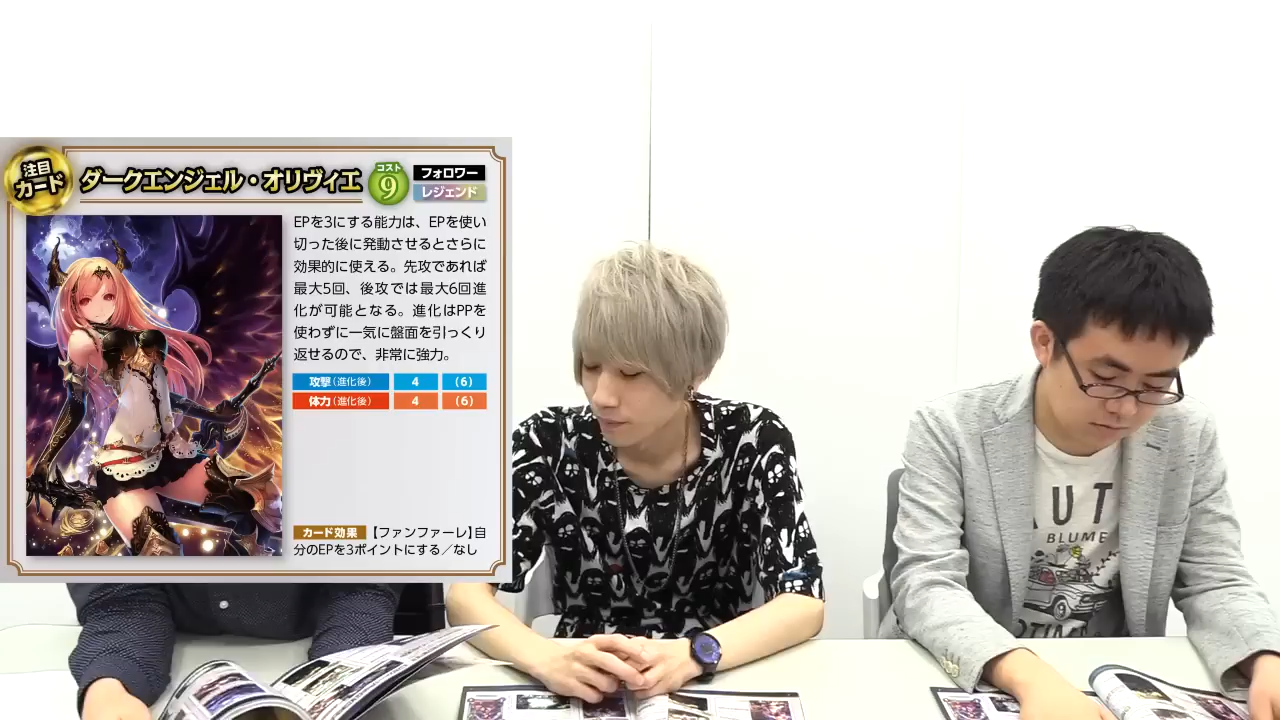 注目
カード
ダークエンジェル・オリヴィエ
コスト
9
フォロワー
レジェンド
EPを3にする能力は、EPを使い
切った後に発動させるとさらに
効果的に使える。先攻であれば
最大5回、後攻では最大6回進
化が可能となる。進化はPPを
使わずに一気に盤面を引っくり
返せるので、非常に強力。
攻撃(進化後) 4 (6)
体力(進化後) 4 (6)
カード効果 【ファンファーレ】自
分のEPを3ポイントにする/なし
AUT
BLUME